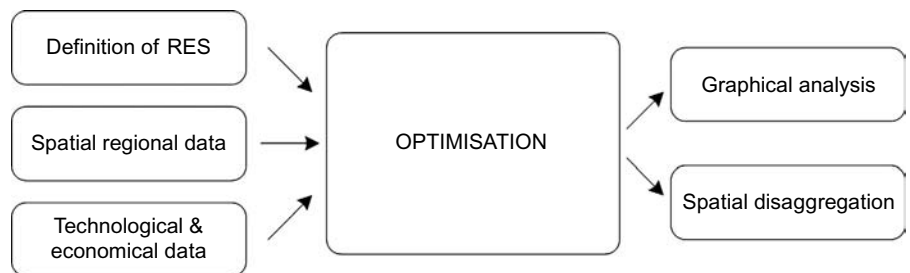 Definition of RES
Spatial regional data
Technological &
economical data
OPTIMISATION
Graphical analysis
Spatial disaggregation